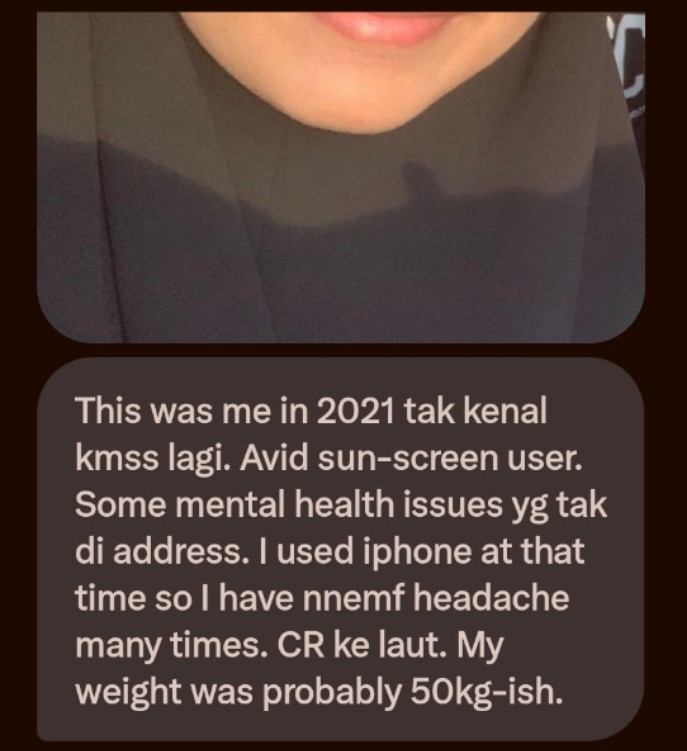 C
This was me in 2021 tak kenal
kmss lagi. Avid sun-screen user.
Some mental health issues yg tak
di address. I used iphone at that
time so I have nnemf headache
many times. CR ke laut. My
weight was probably 50kg-ish.